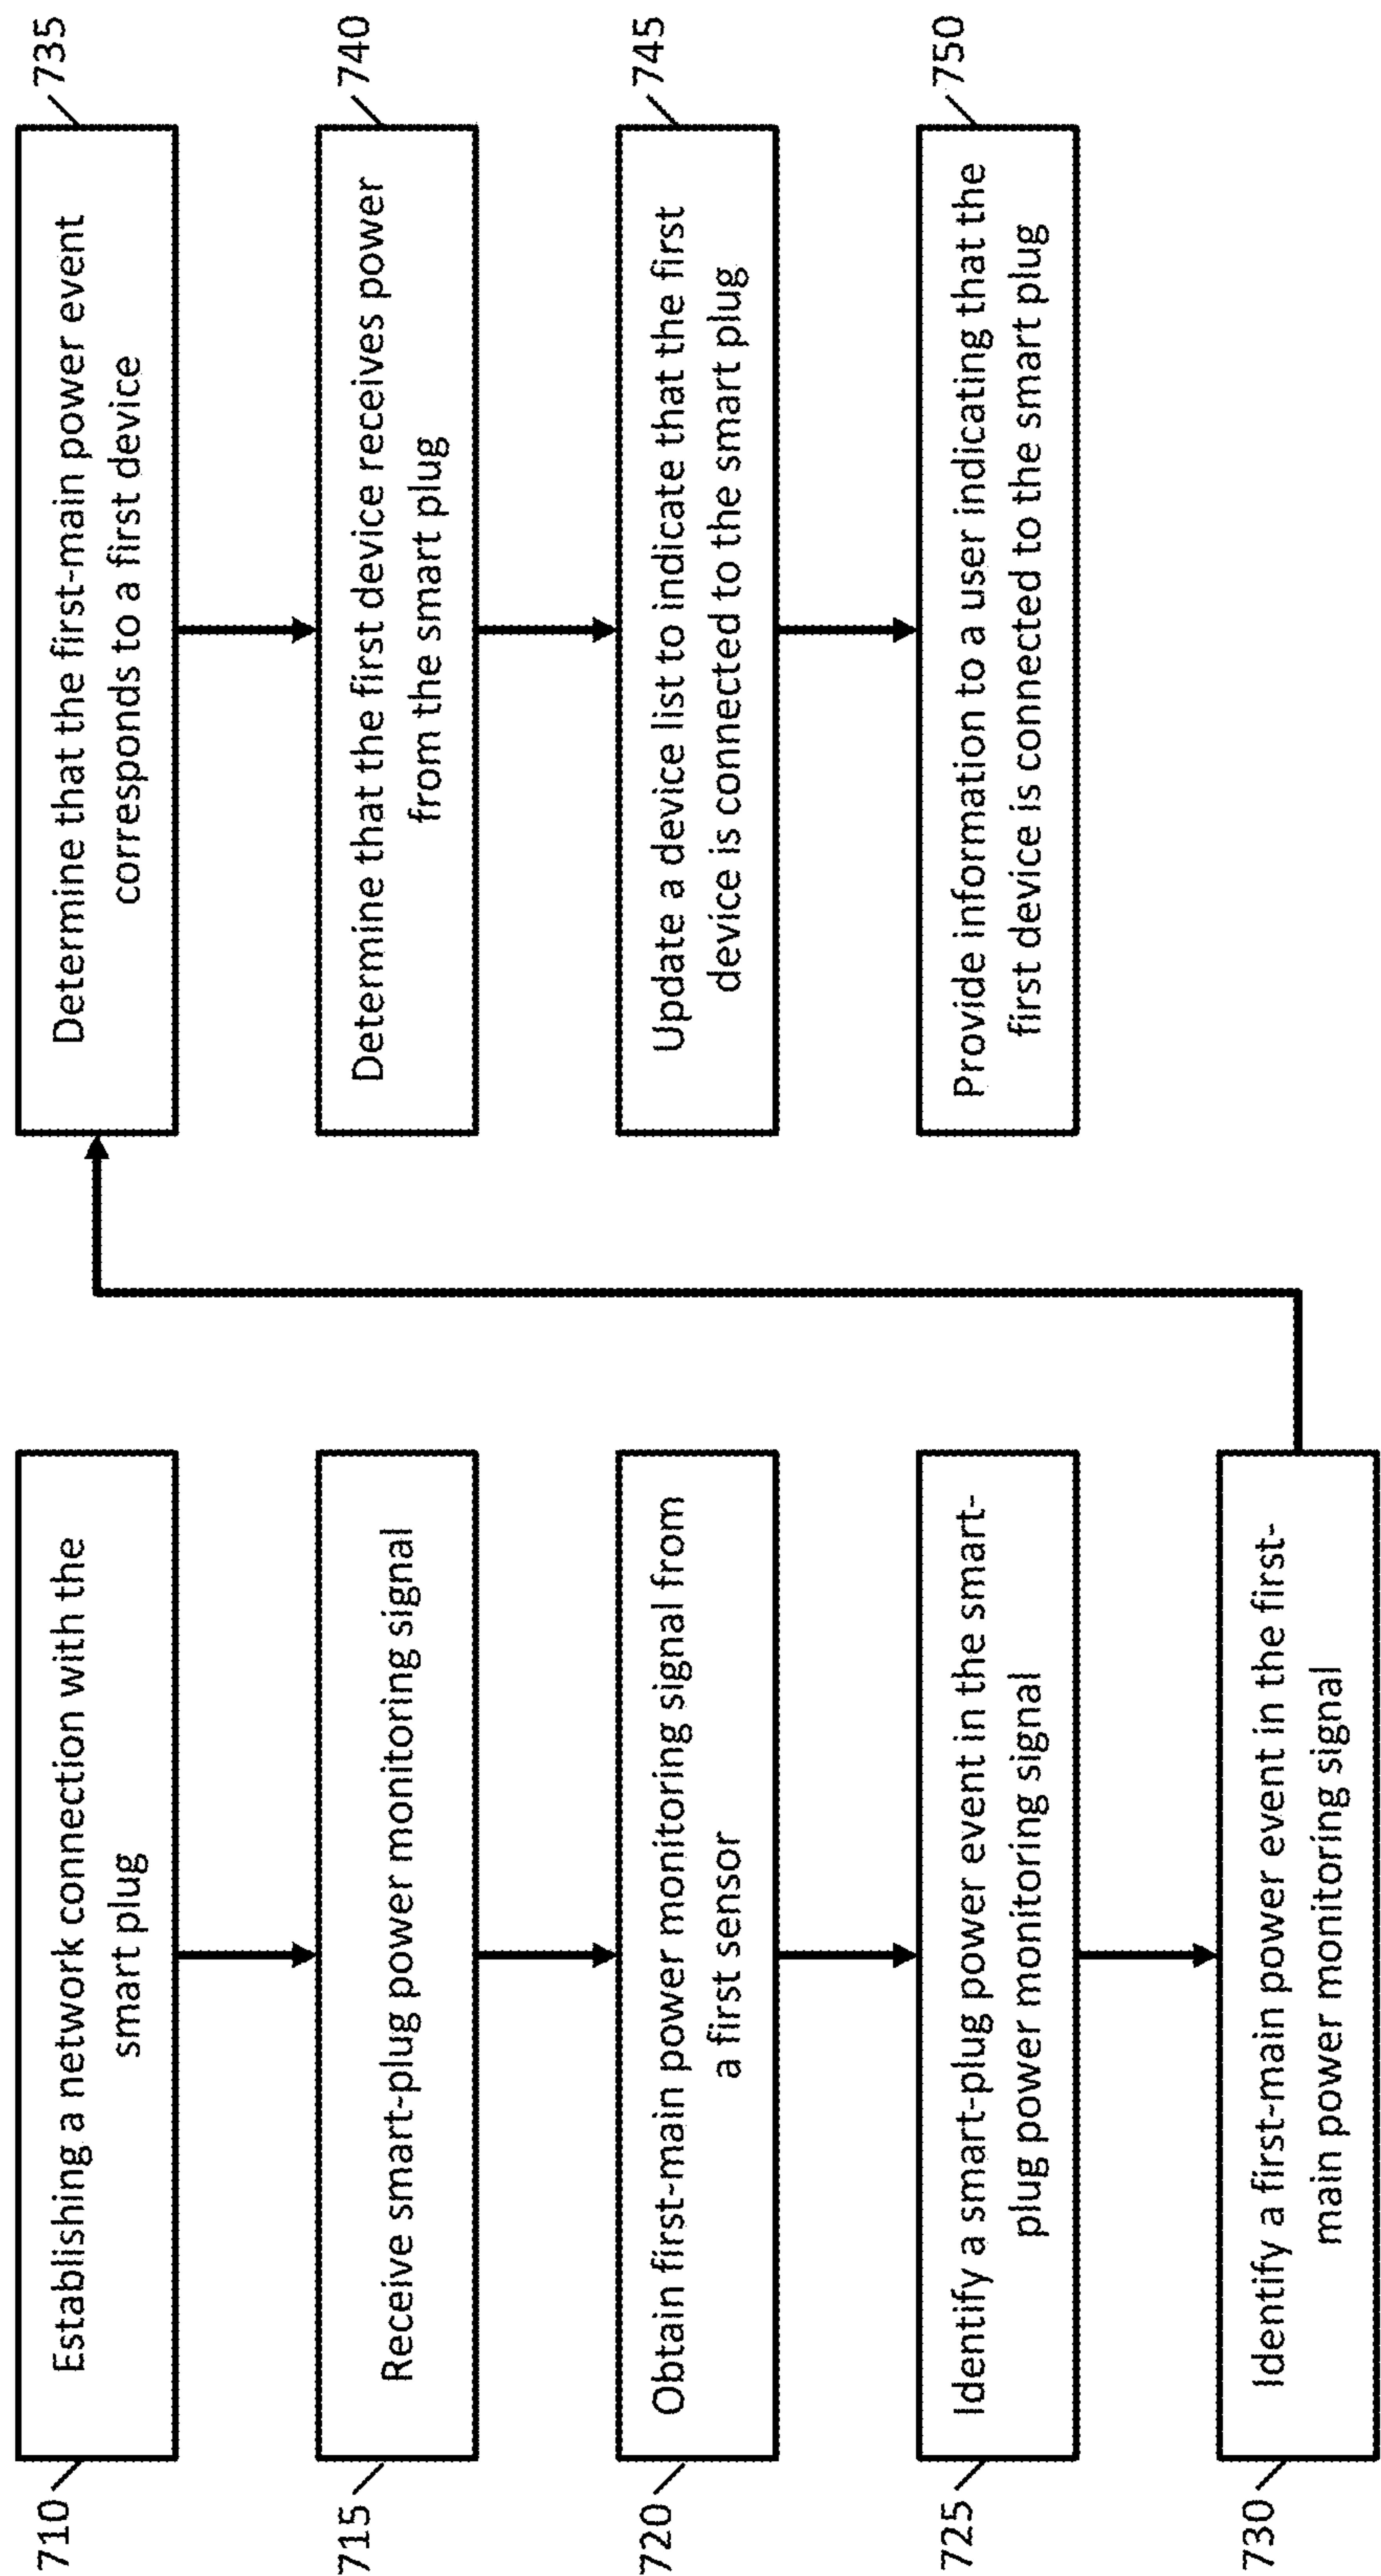 710
Establishing a network connection with the
smart plug
715
Receive smart-plug power monitoring signal
720
Obtain first-main power monitoring signal from
a first sensor
725
Identify a smart-plug power event in the smart-
plug power monitoring signal
730
Identify a first-main power event in the first-
main power monitoring signal
735
Determine that the first-main power event
corresponds to a first device
740
Determine that the first device receives power
from the smart plug
745
Update a device list to indicate that the first
device is connected to the smart plug
750
Provide information to a user indicating that the
first device is connected to the smart plug